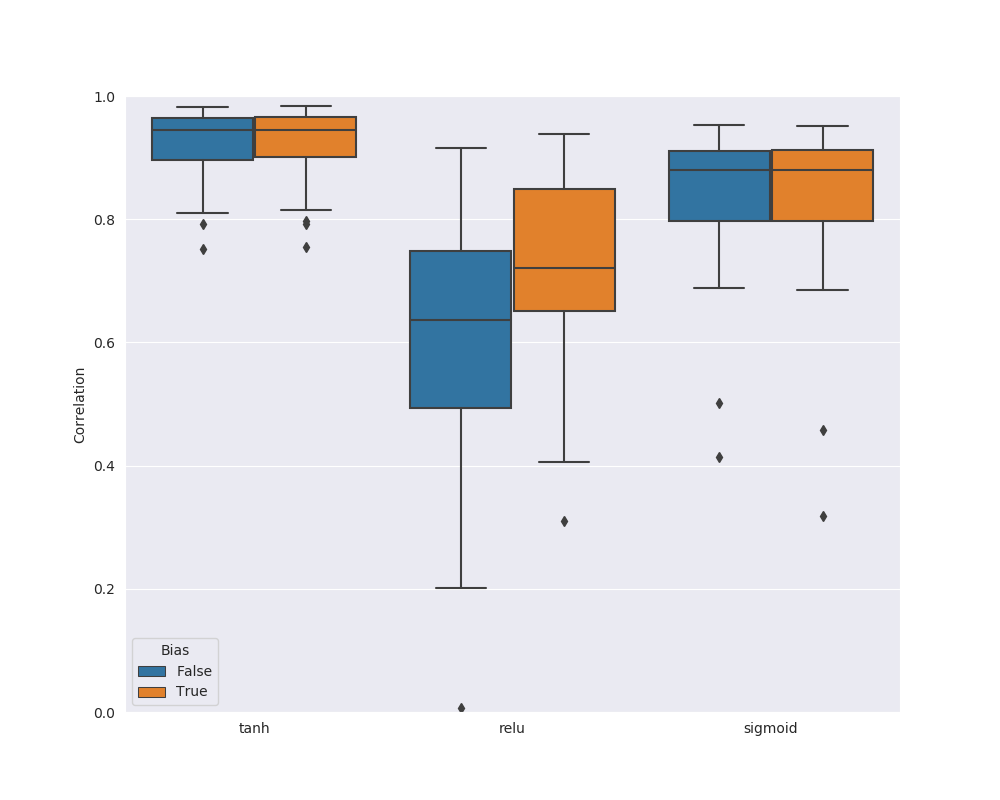 1.0
0.8
0.6
0.4
0.2
0.0
Correlation
Bias
False
True
tanh
relu
sigmoid